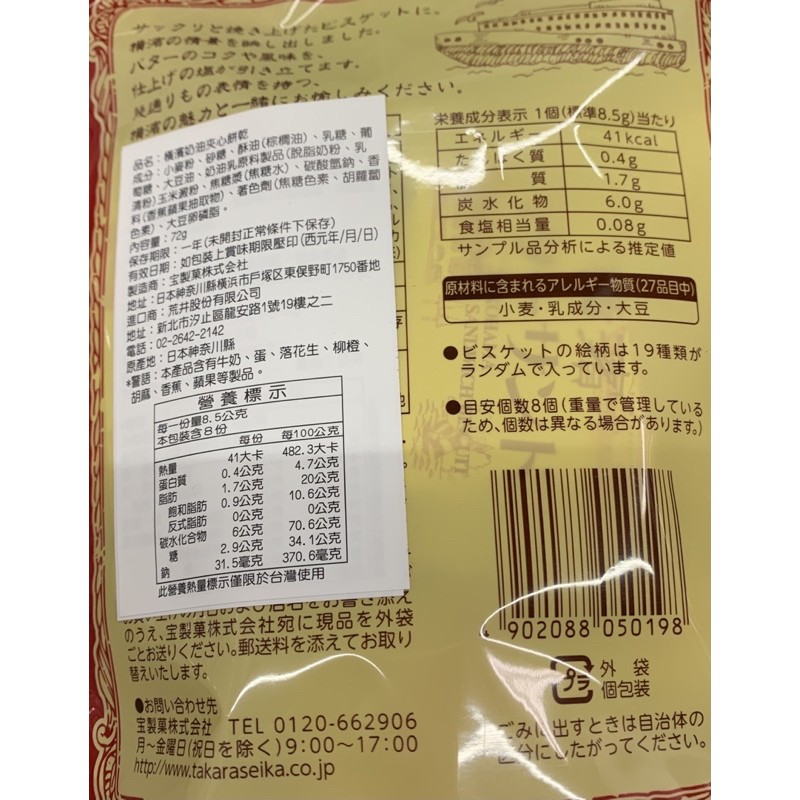 サックリと焼き上げたビスケットに、
横濱の情景を映し出しました。
バターのコクや風味を、
仕上げの塩が引き立てます。
見通りもの表情を持つ、
横濱の魅力と一緒にお愉しみください。
品名：橫濱奶油夾心餅乾
成分：小麥粉、砂糖、酥油(棕櫚油)、乳糖、葡
萄糖、大豆油、奶油乳原料製品(脫脂奶粉、乳
清粉)玉米澱粉、焦糖漿(焦糖水)、碳酸氫鈉、香
料(香蕉蘋果抽取物)、著色劑(焦糖色素、胡蘿蔔
色素)、大豆卵磷脂。
內容量：72g
保存期限：一年(未開封正常條件下保存)
有效日期：如包裝上賞味期限壓印(西元年/月/日)
製造商：宝製菓株式会社
地址：日本神奈川縣橫浜市戶塚区東俣野町1750番地
進口商：荒井股份有限公司
地址：新北市汐止區龍安路1號19樓之二
電話：02-2642-2142
原產地：日本神奈川縣
*警語：本產品含有牛奶、蛋、落花生、柳橙、
胡麻、香蕉、蘋果等製品。
營養標示
每一份量8.5公克
本包裝含8份
每份 每100公克
熱量 41大卡 482.3大卡
蛋白質 0.4公克 4.7公克
脂肪 1.7公克 20公克
飽和脂肪 0.9公克 10.6公克
反式脂肪 0公克 0公克
碳水化合物 6公克 70.6公克
糖 2.9公克 34.1公克
鈉 31.5毫克 370.6毫克
此營養熱量標示僅限於台灣使用
栄養成分表示 1個(標準8.5g)当たり
エネルギー 41kcal
たんぱく質 0.4g
質 1.7g
炭水化物 6.0g
食塩相当量 0.08g
サンプル品分析による推定値
原材料に含まれるアレルギー物質(27品目中)
小麦・乳成分・大豆
●ビスケットの絵柄は19種類が
ランダムで入っています。
●目安個数8個(重量で管理している
ため、個数は異なる場合があります。)
902088 050198
プラ
外袋
個包装
ごみに出すときは自治体の
区分にしたがってください。
のうえ、宝製菓株式会社宛に現品を外袋
ごとお送りください。郵送料を添えてお取り
替えいたします。
●お問い合わせ先
宝製菓株式会社 TEL 0120-662906
月〜金曜日(祝日を除く)9:00〜17:00
http://www.takaraseika.co.jp